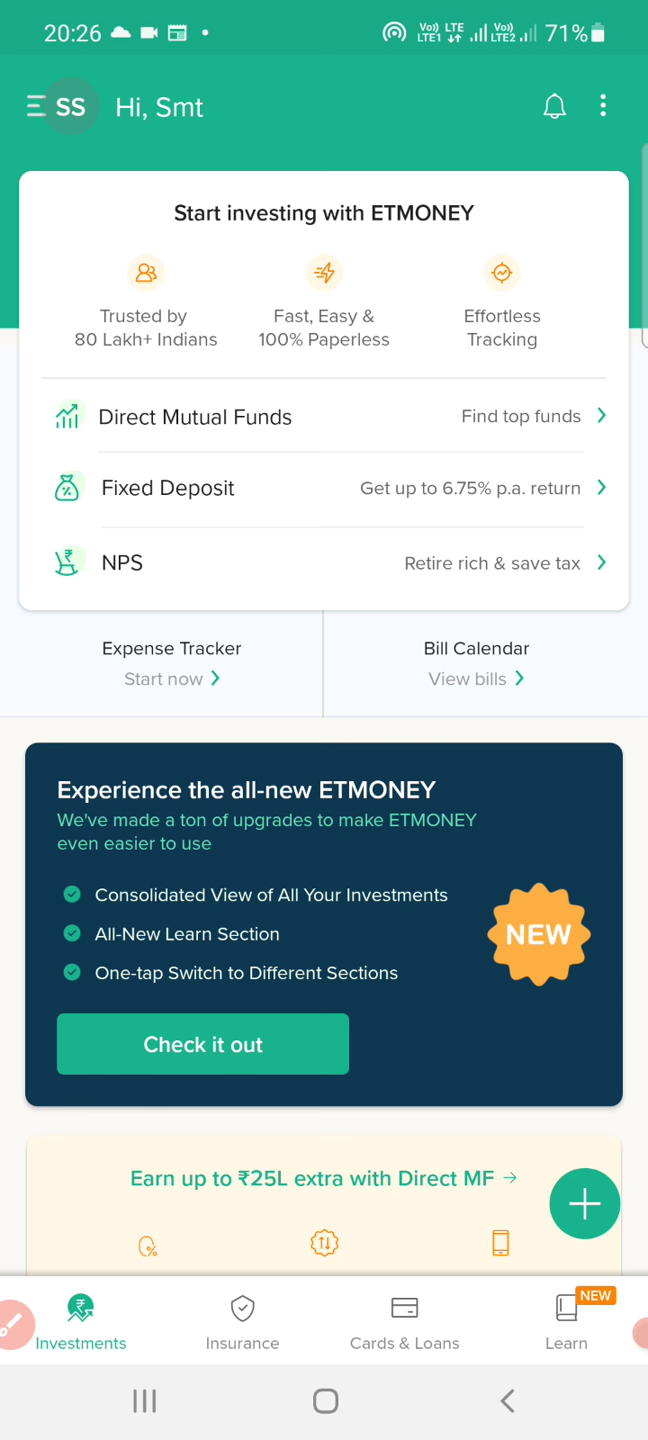 20:26
Vo)) LTE Vo))
LTE1 LTE2 71%
SS Hi, Smt
Start investing with ETMONEY
Trusted by
80 Lakh+ Indians
Fast, Easy &
100% Paperless
Effortless
Tracking
Direct Mutual Funds Find top funds
Fixed Deposit Get up to 6.75% p.a. return
NPS Retire rich & save tax
Expense Tracker
Start now
Bill Calendar
View bills
Experience the all-new ETMONEY
We've made a ton of upgrades to make ETMONEY
even easier to use
Consolidated View of All Your Investments
All-New Learn Section
One-tap Switch to Different Sections
NEW
Check it out
Earn up to ₹25L extra with Direct MF →
NEW
Investments Insurance Cards & Loans Learn